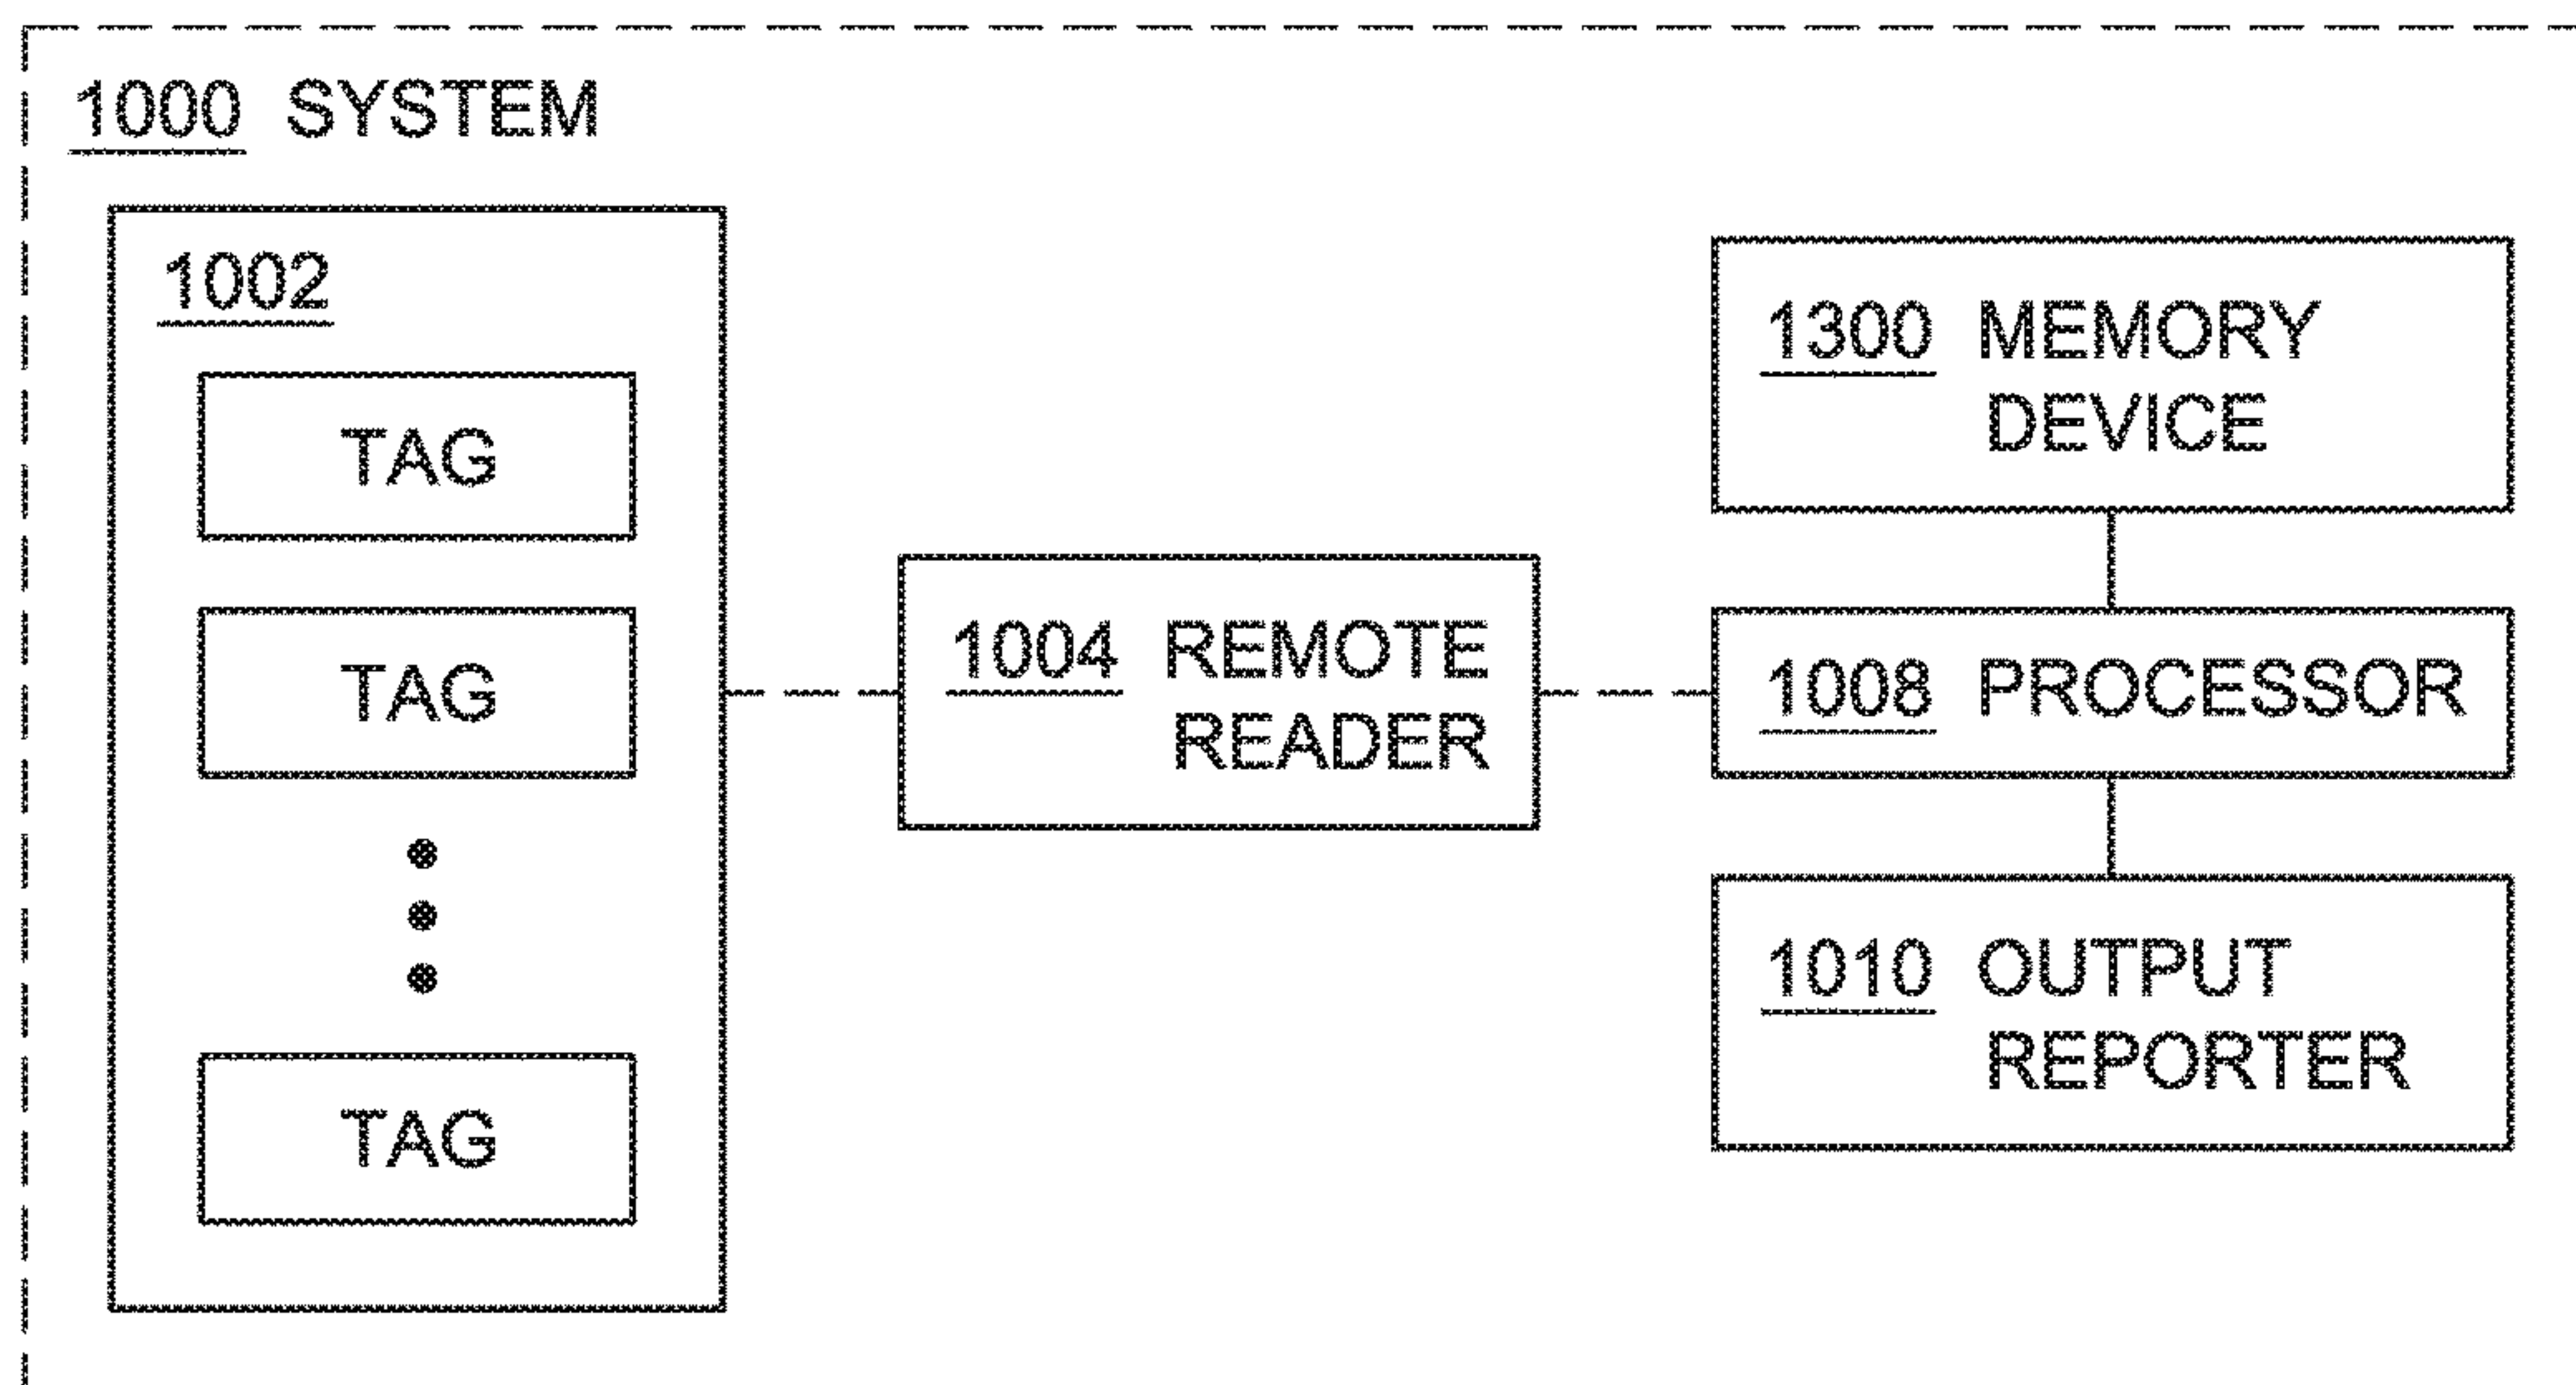 1000 SYSTEM
1002
TAG
TAG
TAG
1004 REMOTE
READER
1300 MEMORY
DEVICE
1008 PROCESSOR
1010 OUTPUT
REPORTER